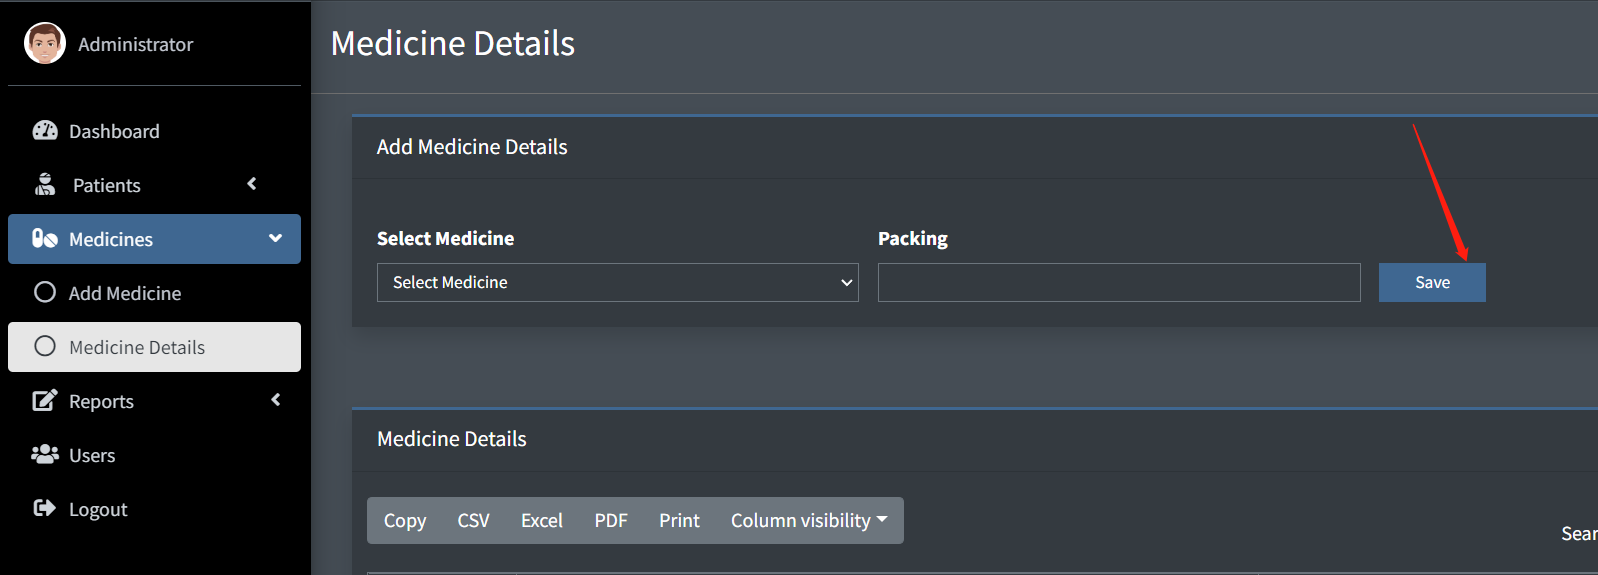 Administrator
Dashboard
Patients
Medicines
Add Medicine
Medicine Details
Reports
Users
Logout
Medicine Details
Add Medicine Details
Select Medicine
Packing
Select Medicine
Save
Medicine Details
Copy CSV Excel PDF Print Column visibility
Sear